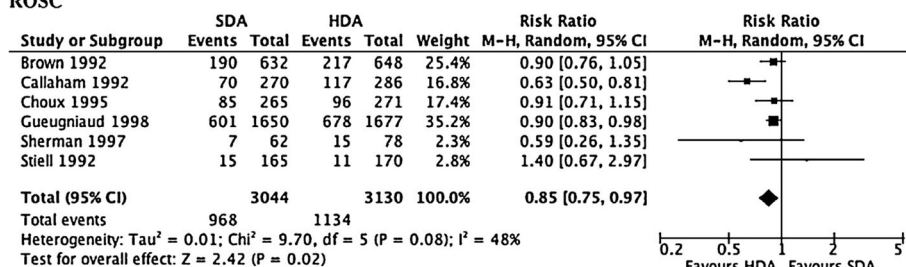 ROSC
SDA HDA Risk Ratio Risk Ratio
Study or Subgroup Events Total Events Total Weight M-H, Random, 95% CI M-H, Random, 95% CI
Brown 1992 190 632 217 648 25.4% 0.90 [0.76, 1.05]
Callaham 1992 70 270 117 286 16.8% 0.63 [0.50, 0.81]
Choux 1995 85 265 96 271 17.4% 0.91 [0.71, 1.15]
Gueugniaud 1998 601 1650 678 1677 35.2% 0.90 [0.83, 0.98]
Sherman 1997 7 62 15 78 2.3% 0.59 [0.26, 1.35]
Stiell 1992 15 165 11 170 2.8% 1.40 [0.67, 2.97]
Total (95% CI) 3044 3130 100.0% 0.85 [0.75, 0.97]
Total events 968 1134
Heterogeneity: Tau² = 0.01; Chi² = 9.70, df = 5 (P = 0.08); I² = 48%
Test for overall effect: Z = 2.42 (P = 0.02)
0.2 0.5 1 2 5
Favours HDA Favours SDA